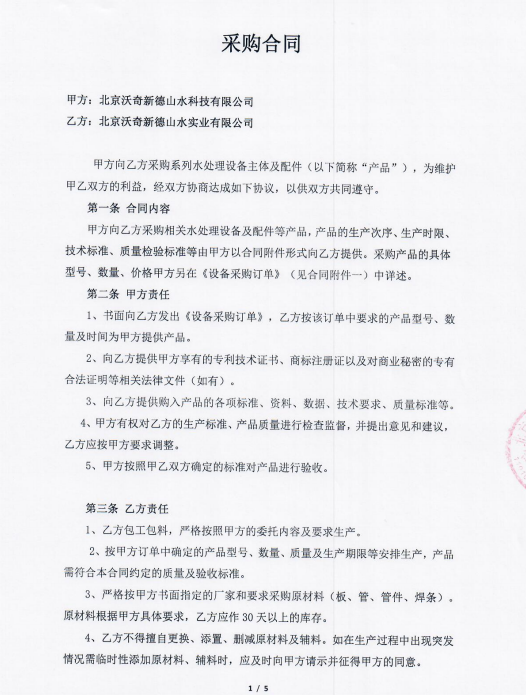 采购合同
甲方：北京沃奇新德山水科技有限公司
乙方：北京沃奇新德山水实业有限公司
甲方向乙方采购系列水处理设备主体及配件（以下简称“产品”），为维护
甲乙双方的利益，经双方协商达成如下协议，以供双方共同遵守。
第一条 合同内容
甲方向乙方采购相关水处理设备及配件等产品，产品的生产次序、生产时限、
技术标准、质量检验标准等由甲方以合同附件形式向乙方提供。采购产品的具体
型号、数量、价格甲方另在《设备采购订单》（见合同附件一）中详述。
第二条 甲方责任
1、书面向乙方发出《设备采购订单》，乙方按该订单中要求的产品型号、数
量及时间为甲方提供产品。
2、向乙方提供甲方享有的专利技术证书、商标注册证以及对商业秘密的专有
合法证明等相关法律文件（如有）。
3、向乙方提供购入产品的各项标准、资料、数据、技术要求、质量标准等。
4、甲方有权对乙方的生产标准、产品质量进行检查监督，并提出意见和建议，
乙方应按甲方要求调整。
5、甲方按照甲乙双方确定的标准对产品进行验收。
第三条 乙方责任
1、乙方包工包料，严格按照甲方的委托内容及要求生产。
2、按甲方订单中确定的产品型号、数量、质量及生产期限等安排生产，产品
需符合本合同约定的质量及验收标准。
3、严格按照甲方书面指定的厂家和要求采购原材料（板、管、管件、焊条）。
原材料根据甲方具体要求，乙方应作 30 天以上的库存。
4、乙方不得擅自更换、添置、删减原材料及辅料。如在生产过程中出现突发
情况需临时性添加原材料、辅料时，应及时向甲方请示并征得甲方的同意。
1 / 5